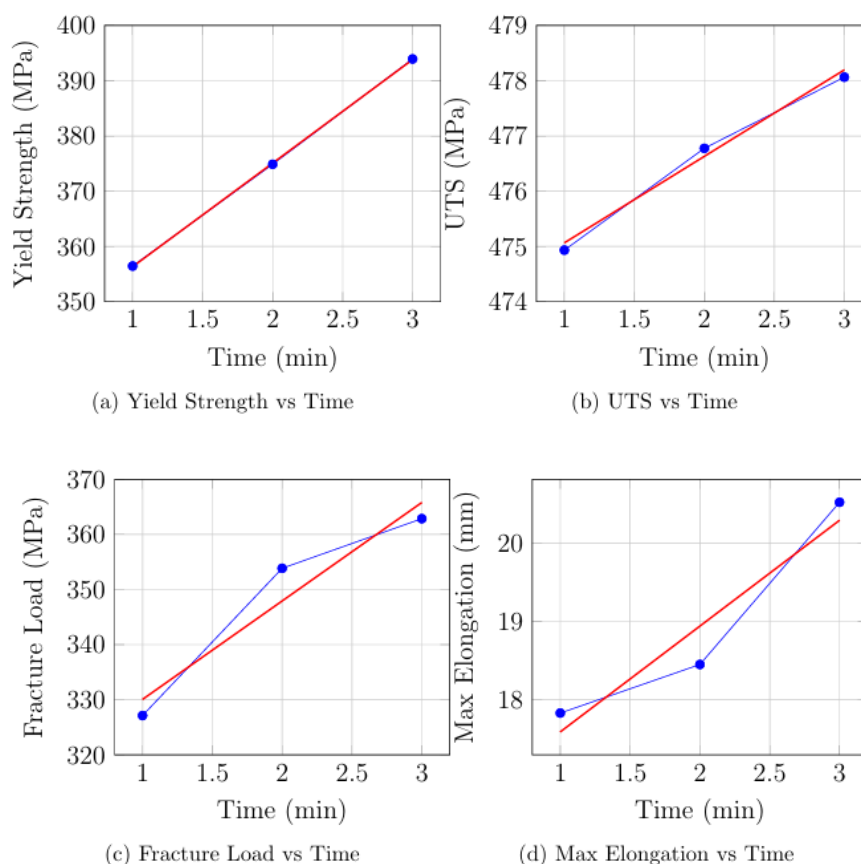 400
390
380
370
360
350
Yield Strength (MPa)
1 1.5 2 2.5 3
Time (min)
(a) Yield Strength vs Time
479
478
477
476
475
474
UTS (MPa)
1 1.5 2 2.5 3
Time (min)
(b) UTS vs Time
370
360
350
340
330
320
Fracture Load (MPa)
1 1.5 2 2.5 3
Time (min)
(c) Fracture Load vs Time
20
19
18
Max Elongation (mm)
1 1.5 2 2.5 3
Time (min)
(d) Max Elongation vs Time